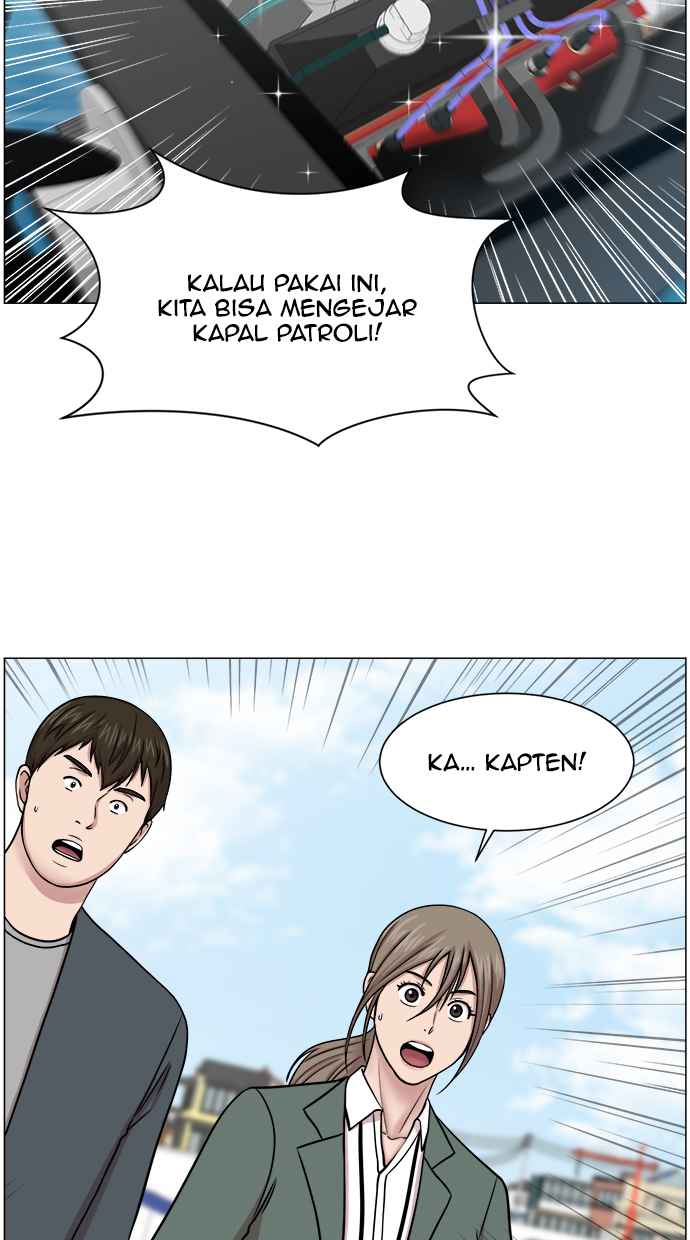 KALAU PAKAI INI,
KITA BISA MENGEJAR
KAPAL PATROLI!
KA... KAPTEN!